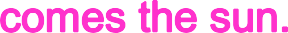 comes the sun.